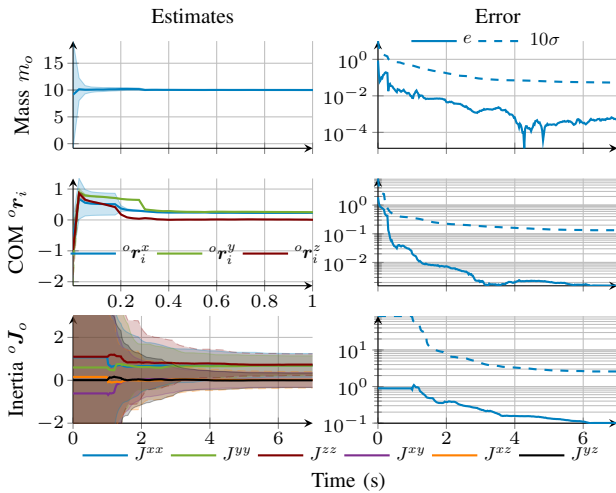 Estimates Error
e 10σ
Mass m_o
15
10
5
0
10^0
10^−2
10^−4
COM ^o r_i
1
0
−1
−2
^o r_i^x ^o r_i^y ^o r_i^z
0.2 0.4 0.6 0.8 1
10^0
10^−1
10^−2
Inertia ^o J_o
2
0
−2
0 2 4 6
10^1
10^0
10^−1
0 2 4 6
J^xx J^yy J^zz J^xy J^xz J^yz
Time (s)